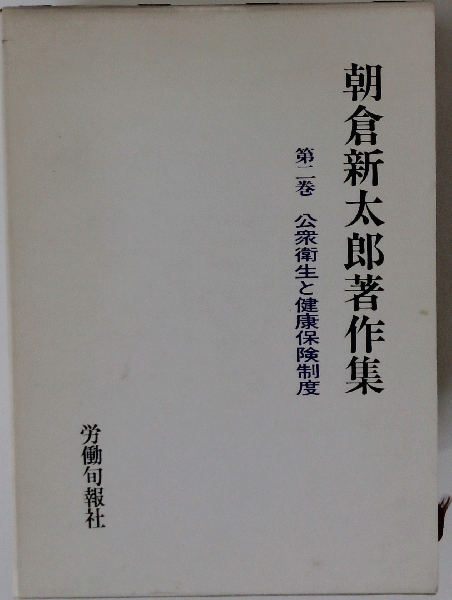 朝倉新太郎著作集
第二巻 公衆衛生と健康保険制度
労働旬報社